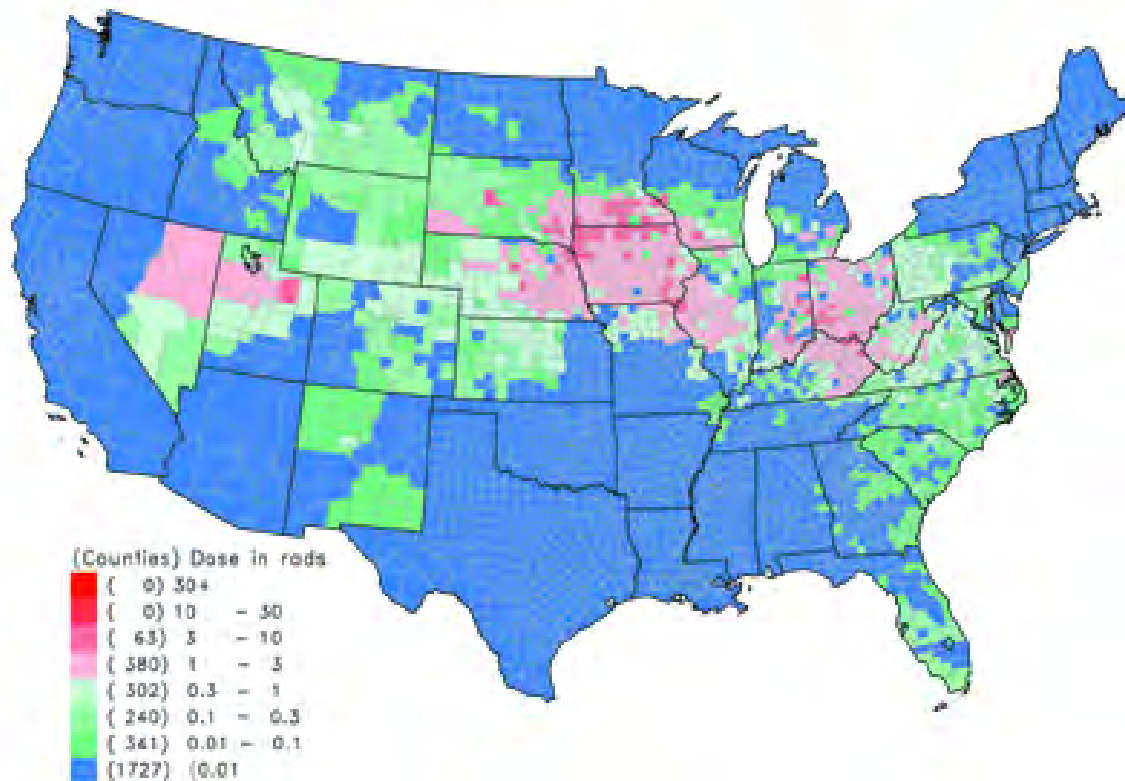 (Counties) Dose in rads
( 0) 30+
( 0) 10 - 30
( 63) 3 - 10
( 380) 1 - 3
( 302) 0.3 - 1
( 240) 0.1 - 0.3
( 341) 0.01 - 0.1
(1727) (0.01